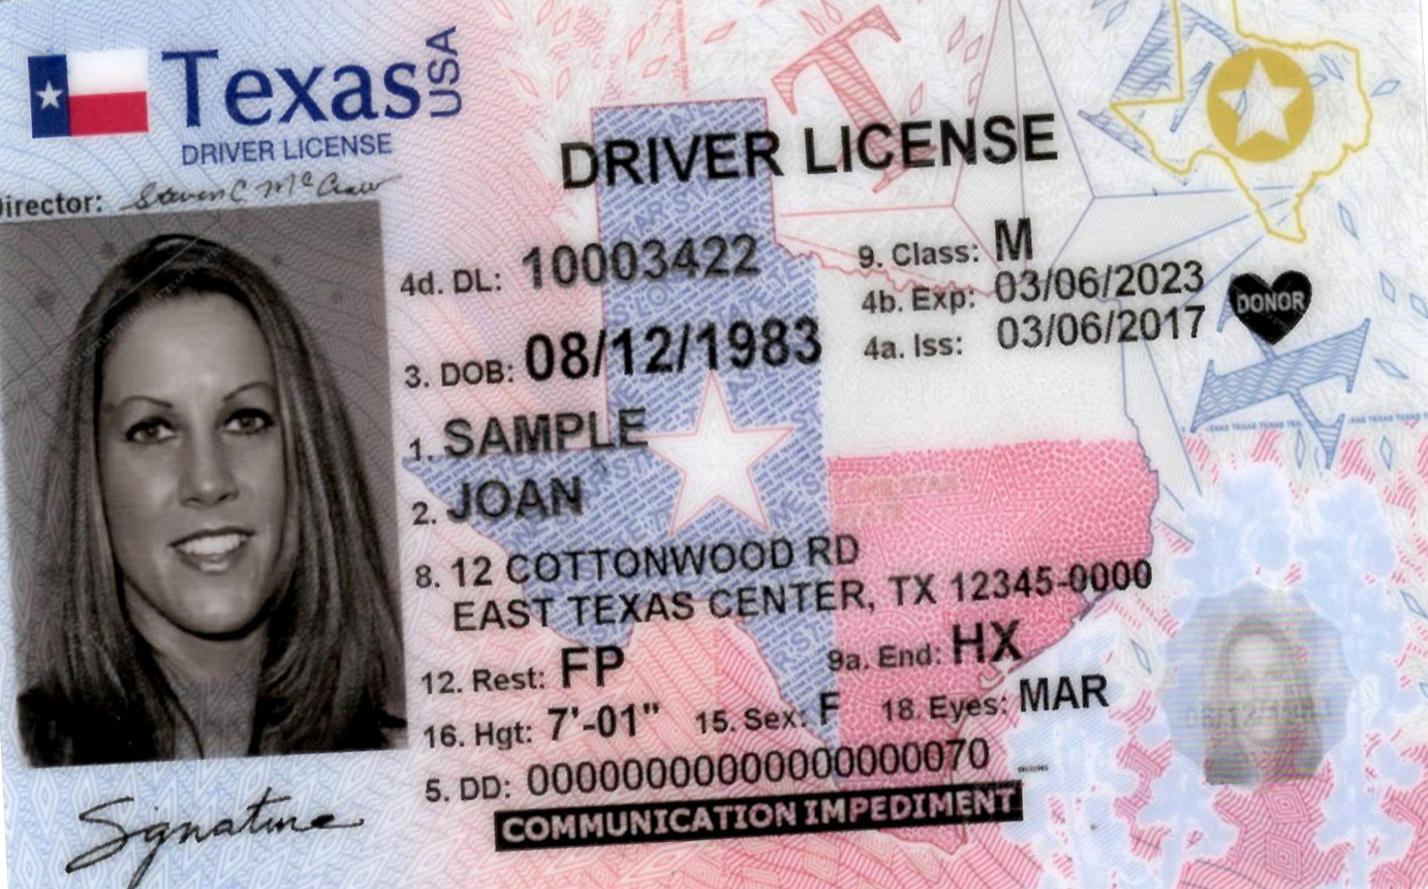 Texas USA
DRIVER LICENSE
Director: Steven C McCraw
DRIVER LICENSE
4d. DL: 10003422
9. Class: M
4b. Exp: 03/06/2023
4a. Iss: 03/06/2017
DONOR
3. DOB: 08/12/1983
1. SAMPLE
2. JOAN
8. 12 COTTONWOOD RD
EAST TEXAS CENTER, TX 12345-0000
12. Rest: FP
9a. End: HX
16. Hgt: 7'-01" 15. Sex: F 18. Eyes: MAR
5. DD: 00000000000000000070
COMMUNICATION IMPEDIMENT
Signature